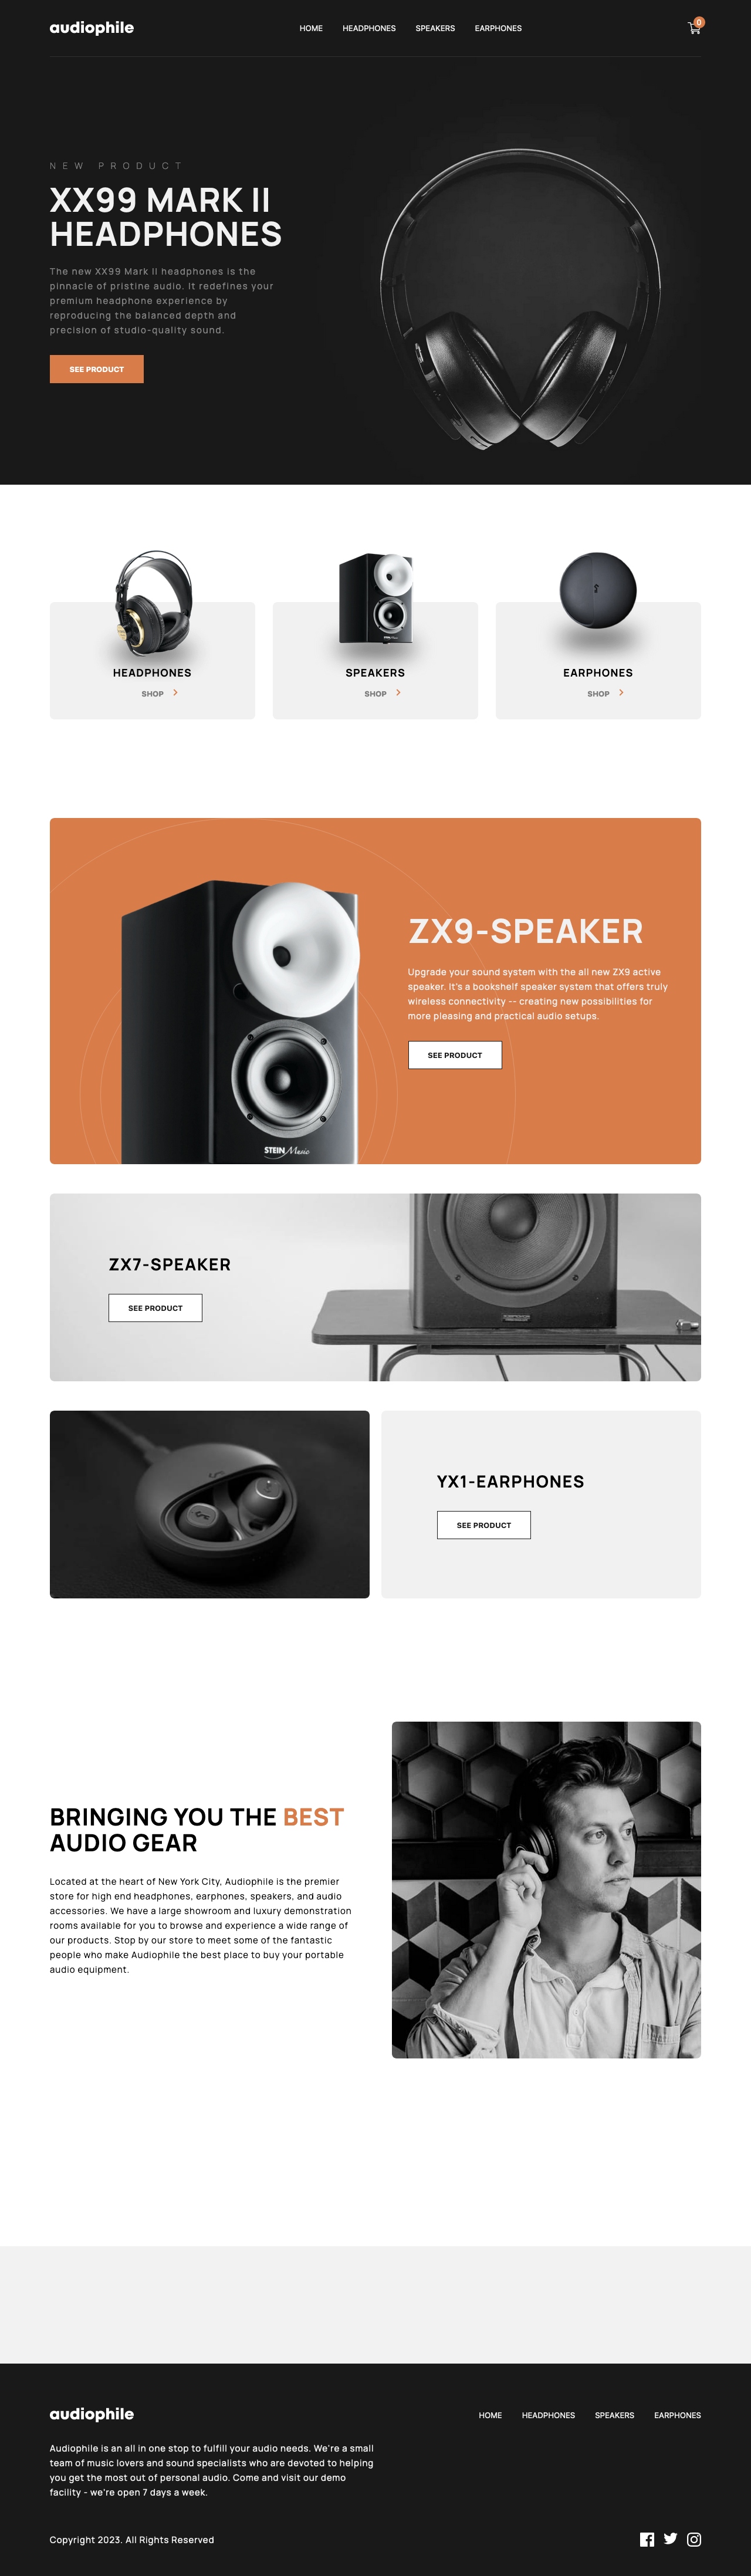 audiophile
HOME HEADPHONES SPEAKERS EARPHONES
0
NEW PRODUCT
XX99 MARK II
HEADPHONES
The new XX99 Mark II headphones is the
pinnacle of pristine audio. It redefines your
premium headphone experience by
reproducing the balanced depth and
precision of studio-quality sound.
SEE PRODUCT
HEADPHONES
SHOP
SPEAKERS
SHOP
EARPHONES
SHOP
STEIN Music
ZX9-SPEAKER
Upgrade your sound system with the all new ZX9 active
speaker. It's a bookshelf speaker system that offers truly
wireless connectivity -- creating new possibilities for
more pleasing and practical audio setups.
SEE PRODUCT
ZX7-SPEAKER
SEE PRODUCT
YX1-EARPHONES
SEE PRODUCT
BRINGING YOU THE BEST
AUDIO GEAR
Located at the heart of New York City, Audiophile is the premier
store for high end headphones, earphones, speakers, and audio
accessories. We have a large showroom and luxury demonstration
rooms available for you to browse and experience a wide range of
our products. Stop by our store to meet some of the fantastic
people who make Audiophile the best place to buy your portable
audio equipment.
audiophile
HOME HEADPHONES SPEAKERS EARPHONES
Audiophile is an all in one stop to fulfill your audio needs. We're a small
team of music lovers and sound specialists who are devoted to helping
you get the most out of personal audio. Come and visit our demo
facility - we're open 7 days a week.
Copyright 2023. All Rights Reserved